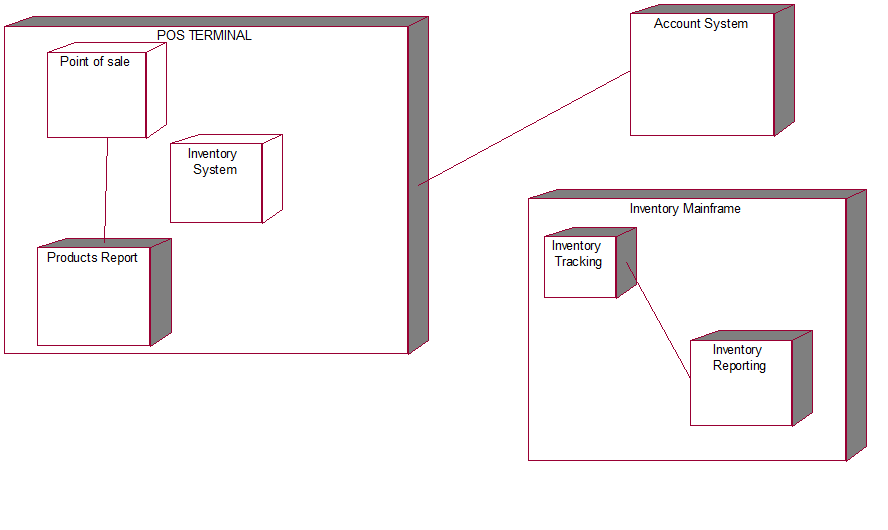 POS TERMINAL
Point of sale
Inventory
System
Products Report
Account System
Inventory Mainframe
Inventory
Tracking
Inventory
Reporting